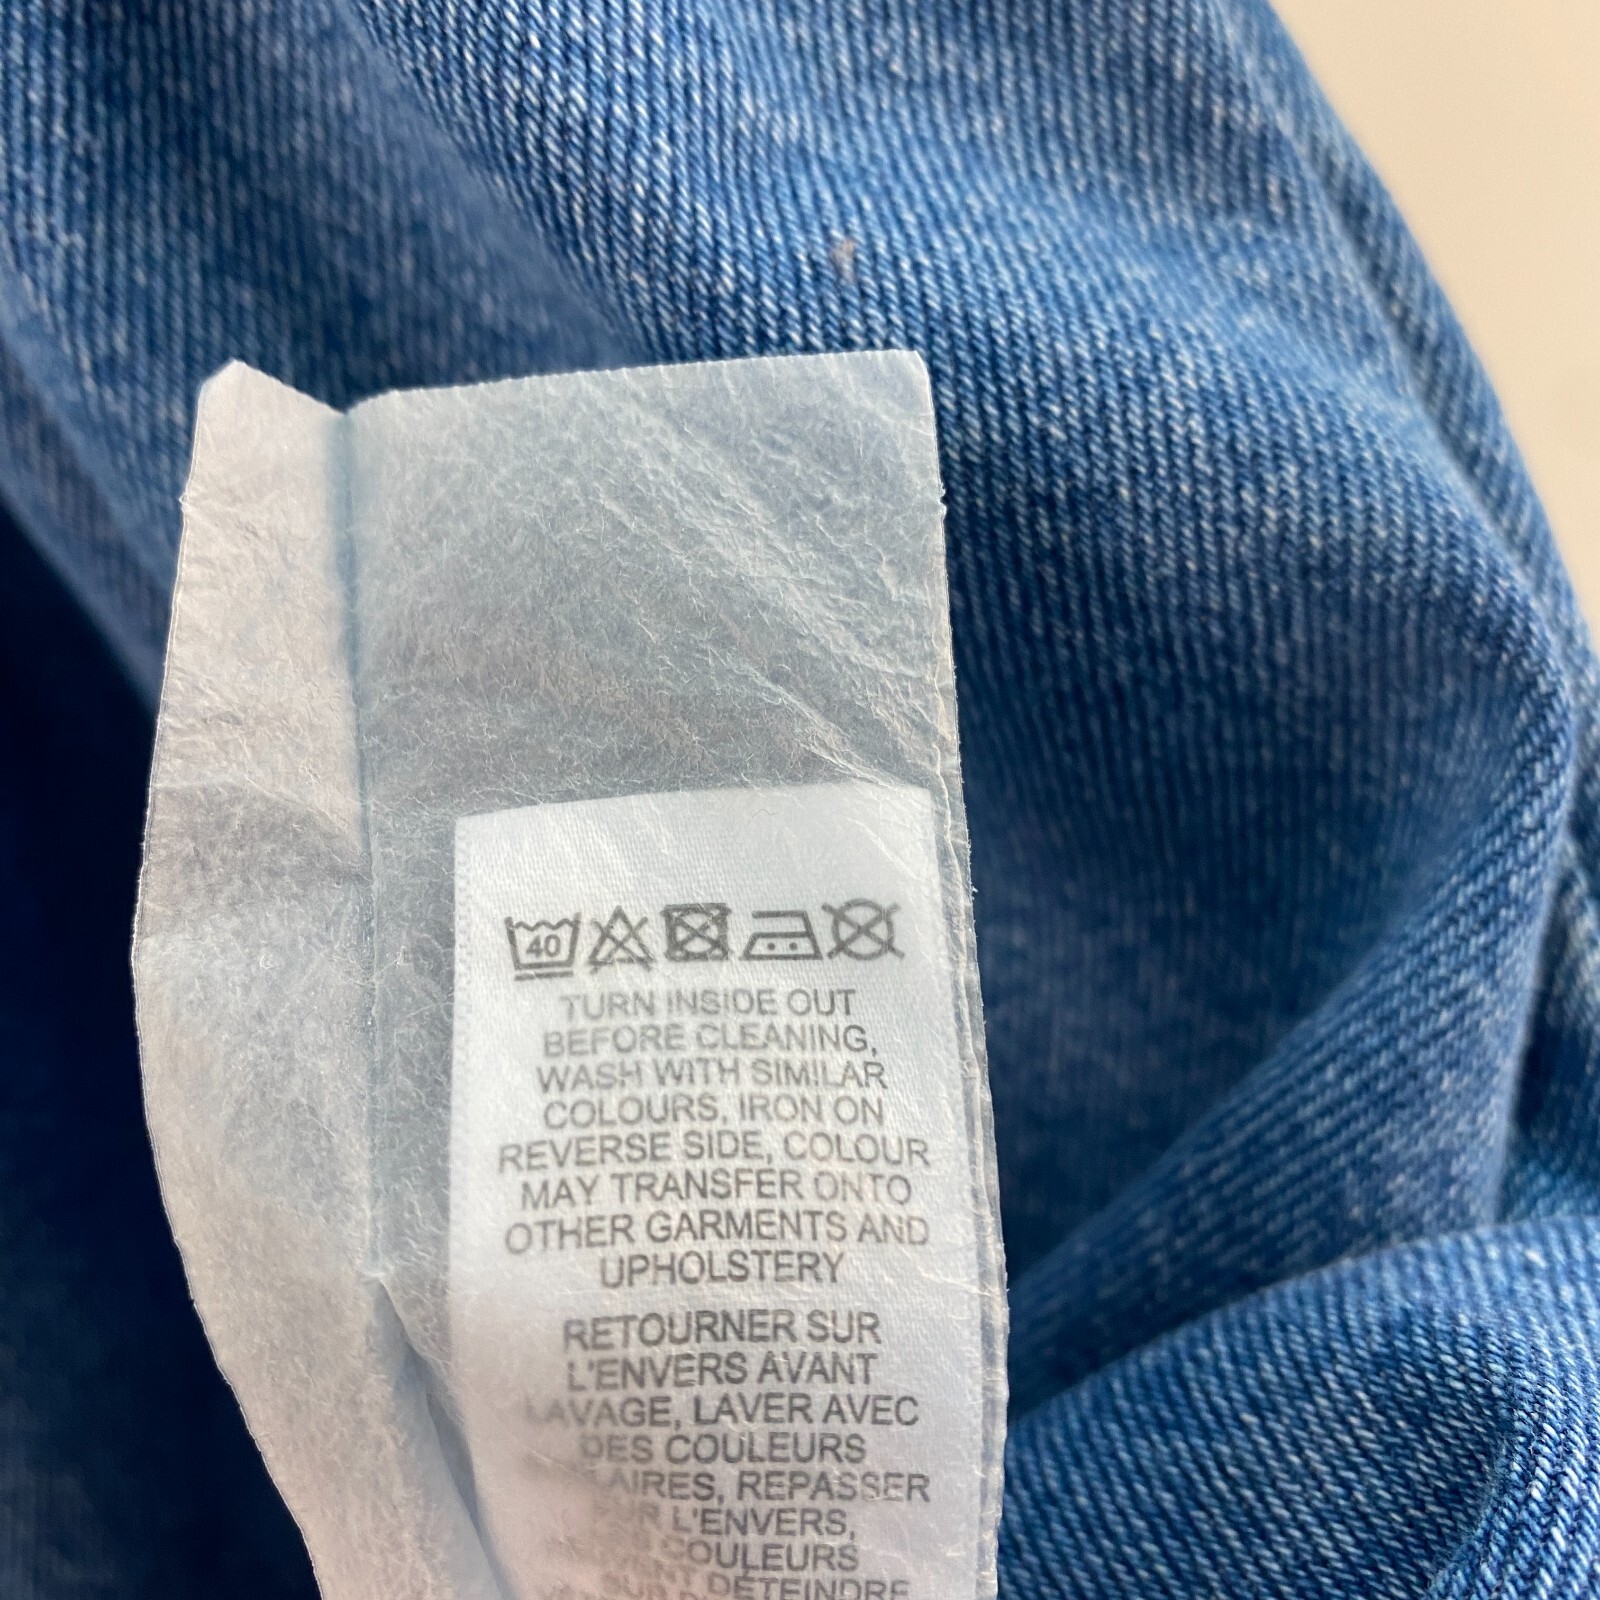 40
TURN INSIDE OUT
BEFORE CLEANING,
WASH WITH SIMILAR
COLOURS, IRON ON
REVERSE SIDE, COLOUR
MAY TRANSFER ONTO
OTHER GARMENTS AND
UPHOLSTERY
RETOURNER SUR
L'ENVERS AVANT
LAVAGE, LAVER AVEC
DES COULEURS
REPASSER
L'ENVERS,
COULEURS
DÉTEINDRE